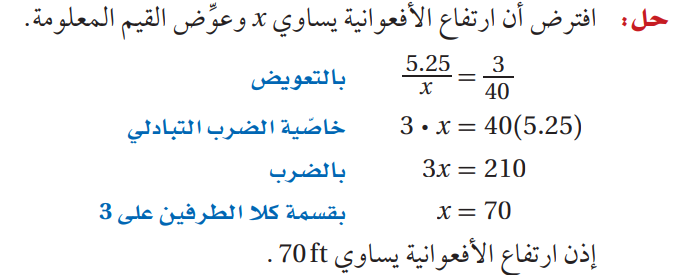 حل: افترض أن ارتفاع الأفعوانية يساوي x وعوِّض القيم المعلومة.
5.25/x = 3/40 بالتعويض
3 · x = 40(5.25) خاصّية الضرب التبادلي
3x = 210 بالضرب
x = 70 بقسمة كلا الطرفين على 3
إذن ارتفاع الأفعوانية يساوي 70 ft .